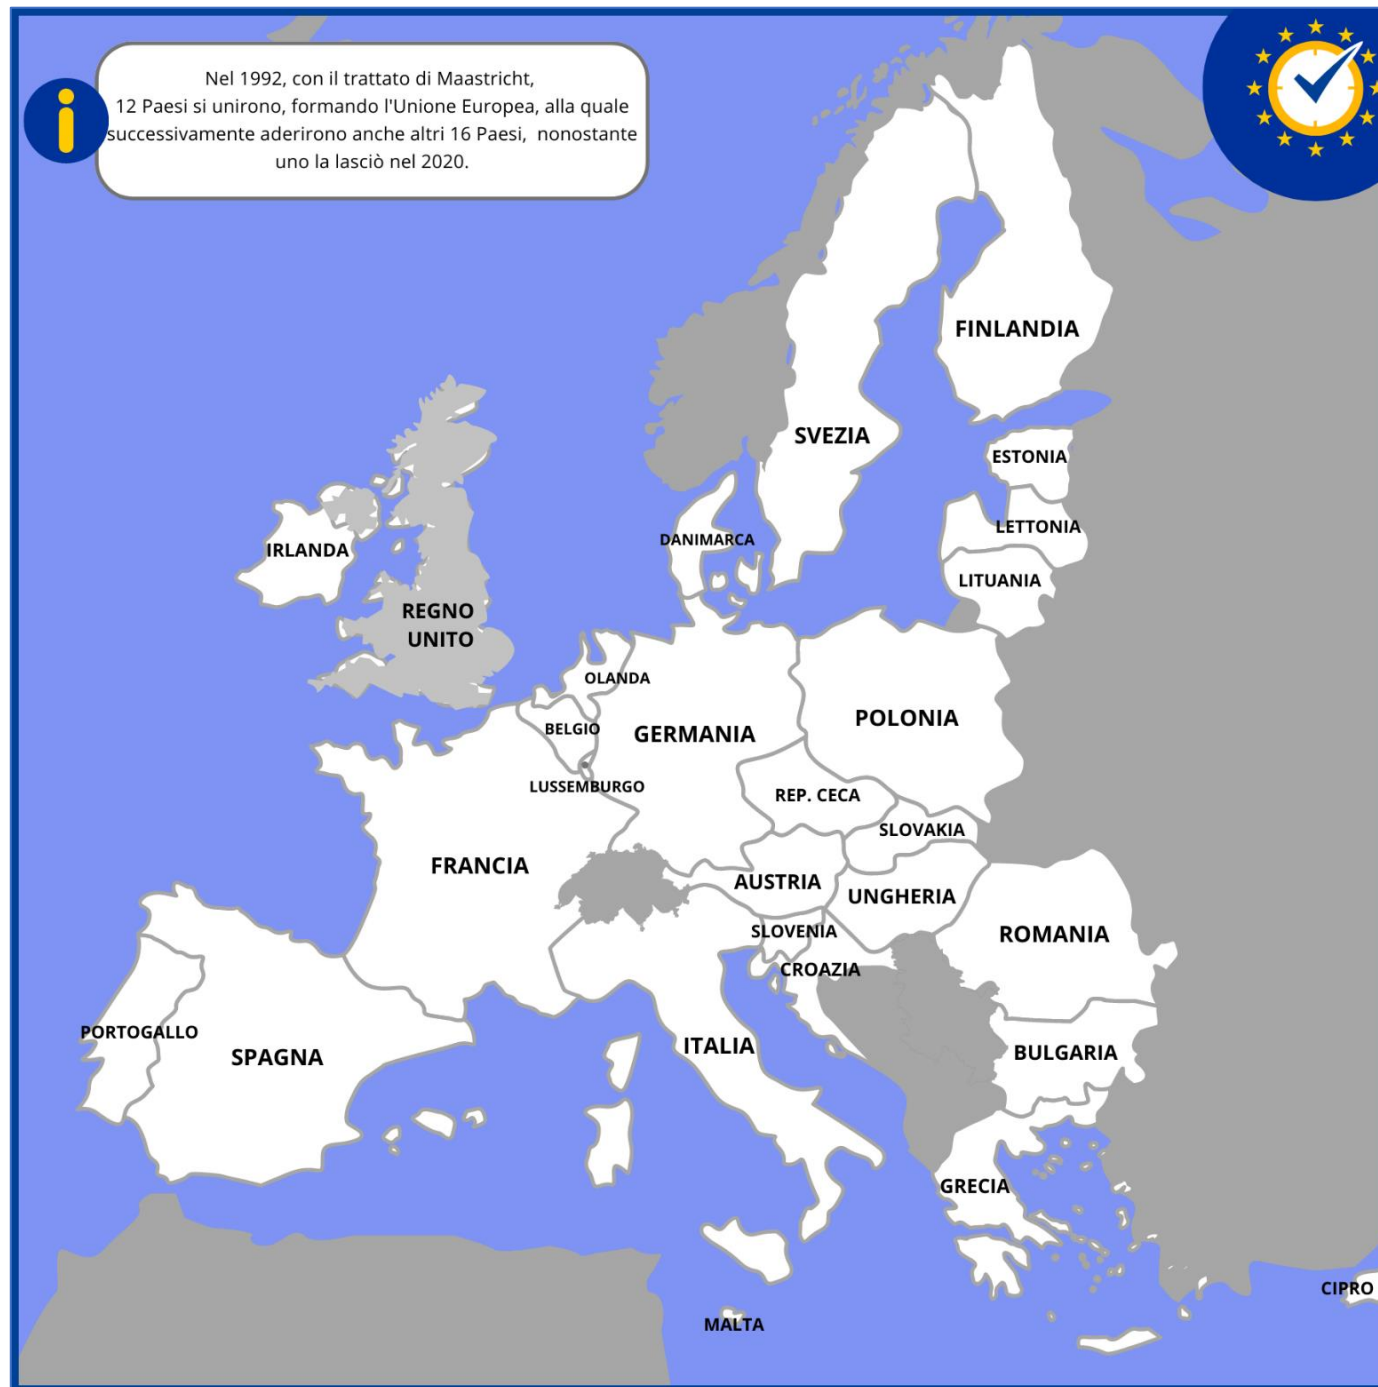 Nel 1992, con il trattato di Maastricht,
12 Paesi si unirono, formando l'Unione Europea, alla quale
successivamente aderirono anche altri 16 Paesi, nonostante
uno la lasciò nel 2020.
FINLANDIA
SVEZIA
ESTONIA
LETTONIA
DANIMARCA
IRLANDA
LITUANIA
REGNO
UNITO
OLANDA
POLONIA
BELGIO
GERMANIA
LUSSEMBURGO
REP. CECA
SLOVAKIA
FRANCIA
AUSTRIA
UNGHERIA
SLOVENIA
ROMANIA
CROAZIA
PORTOGALLO
ITALIA
SPAGNA
BULGARIA
GRECIA
CIPRO
MALTA